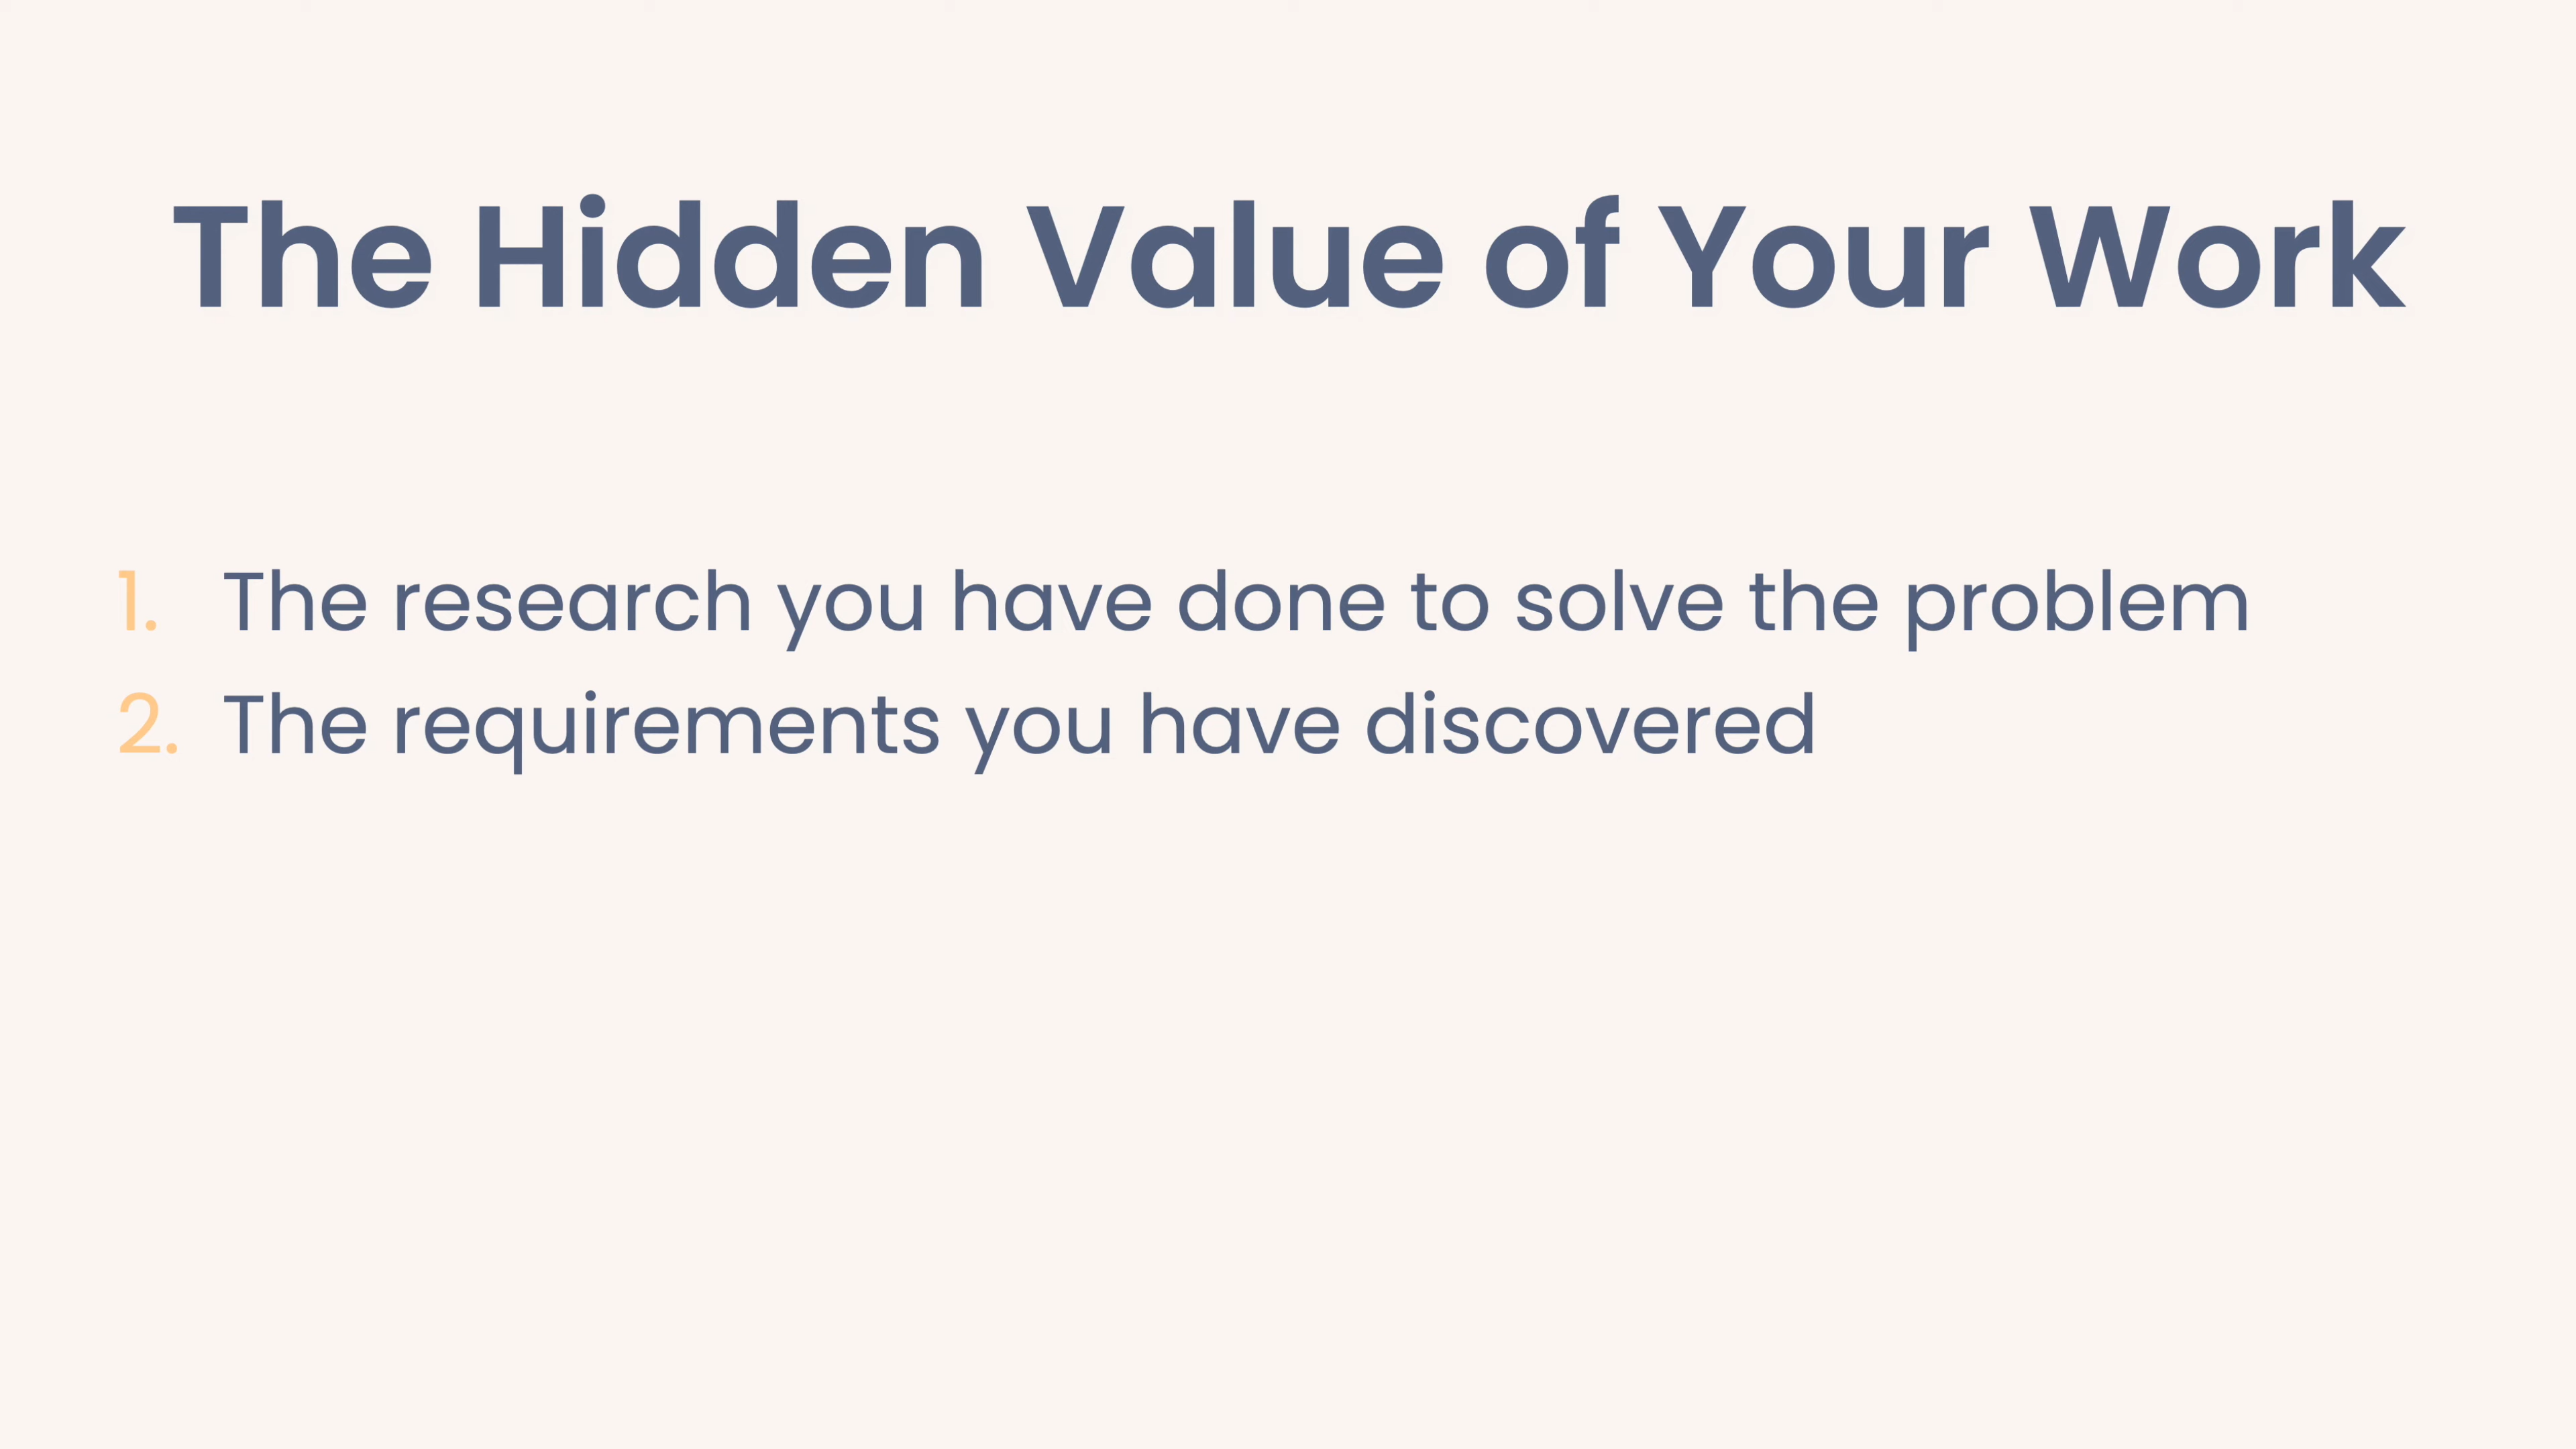 The Hidden Value of Your Work
1. The research you have done to solve the problem
2. The requirements you have discovered